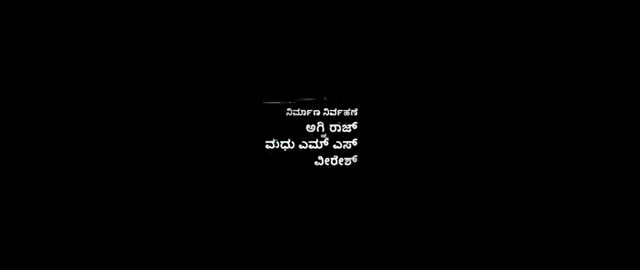 ನಿರ್ಮಾಣ ನಿರ್ವಹಣೆ
ಅಗ್ನಿ ರಾಜ್
ಮಧು ಎಮ್ ಎಸ್
ವೀರೇಶ್